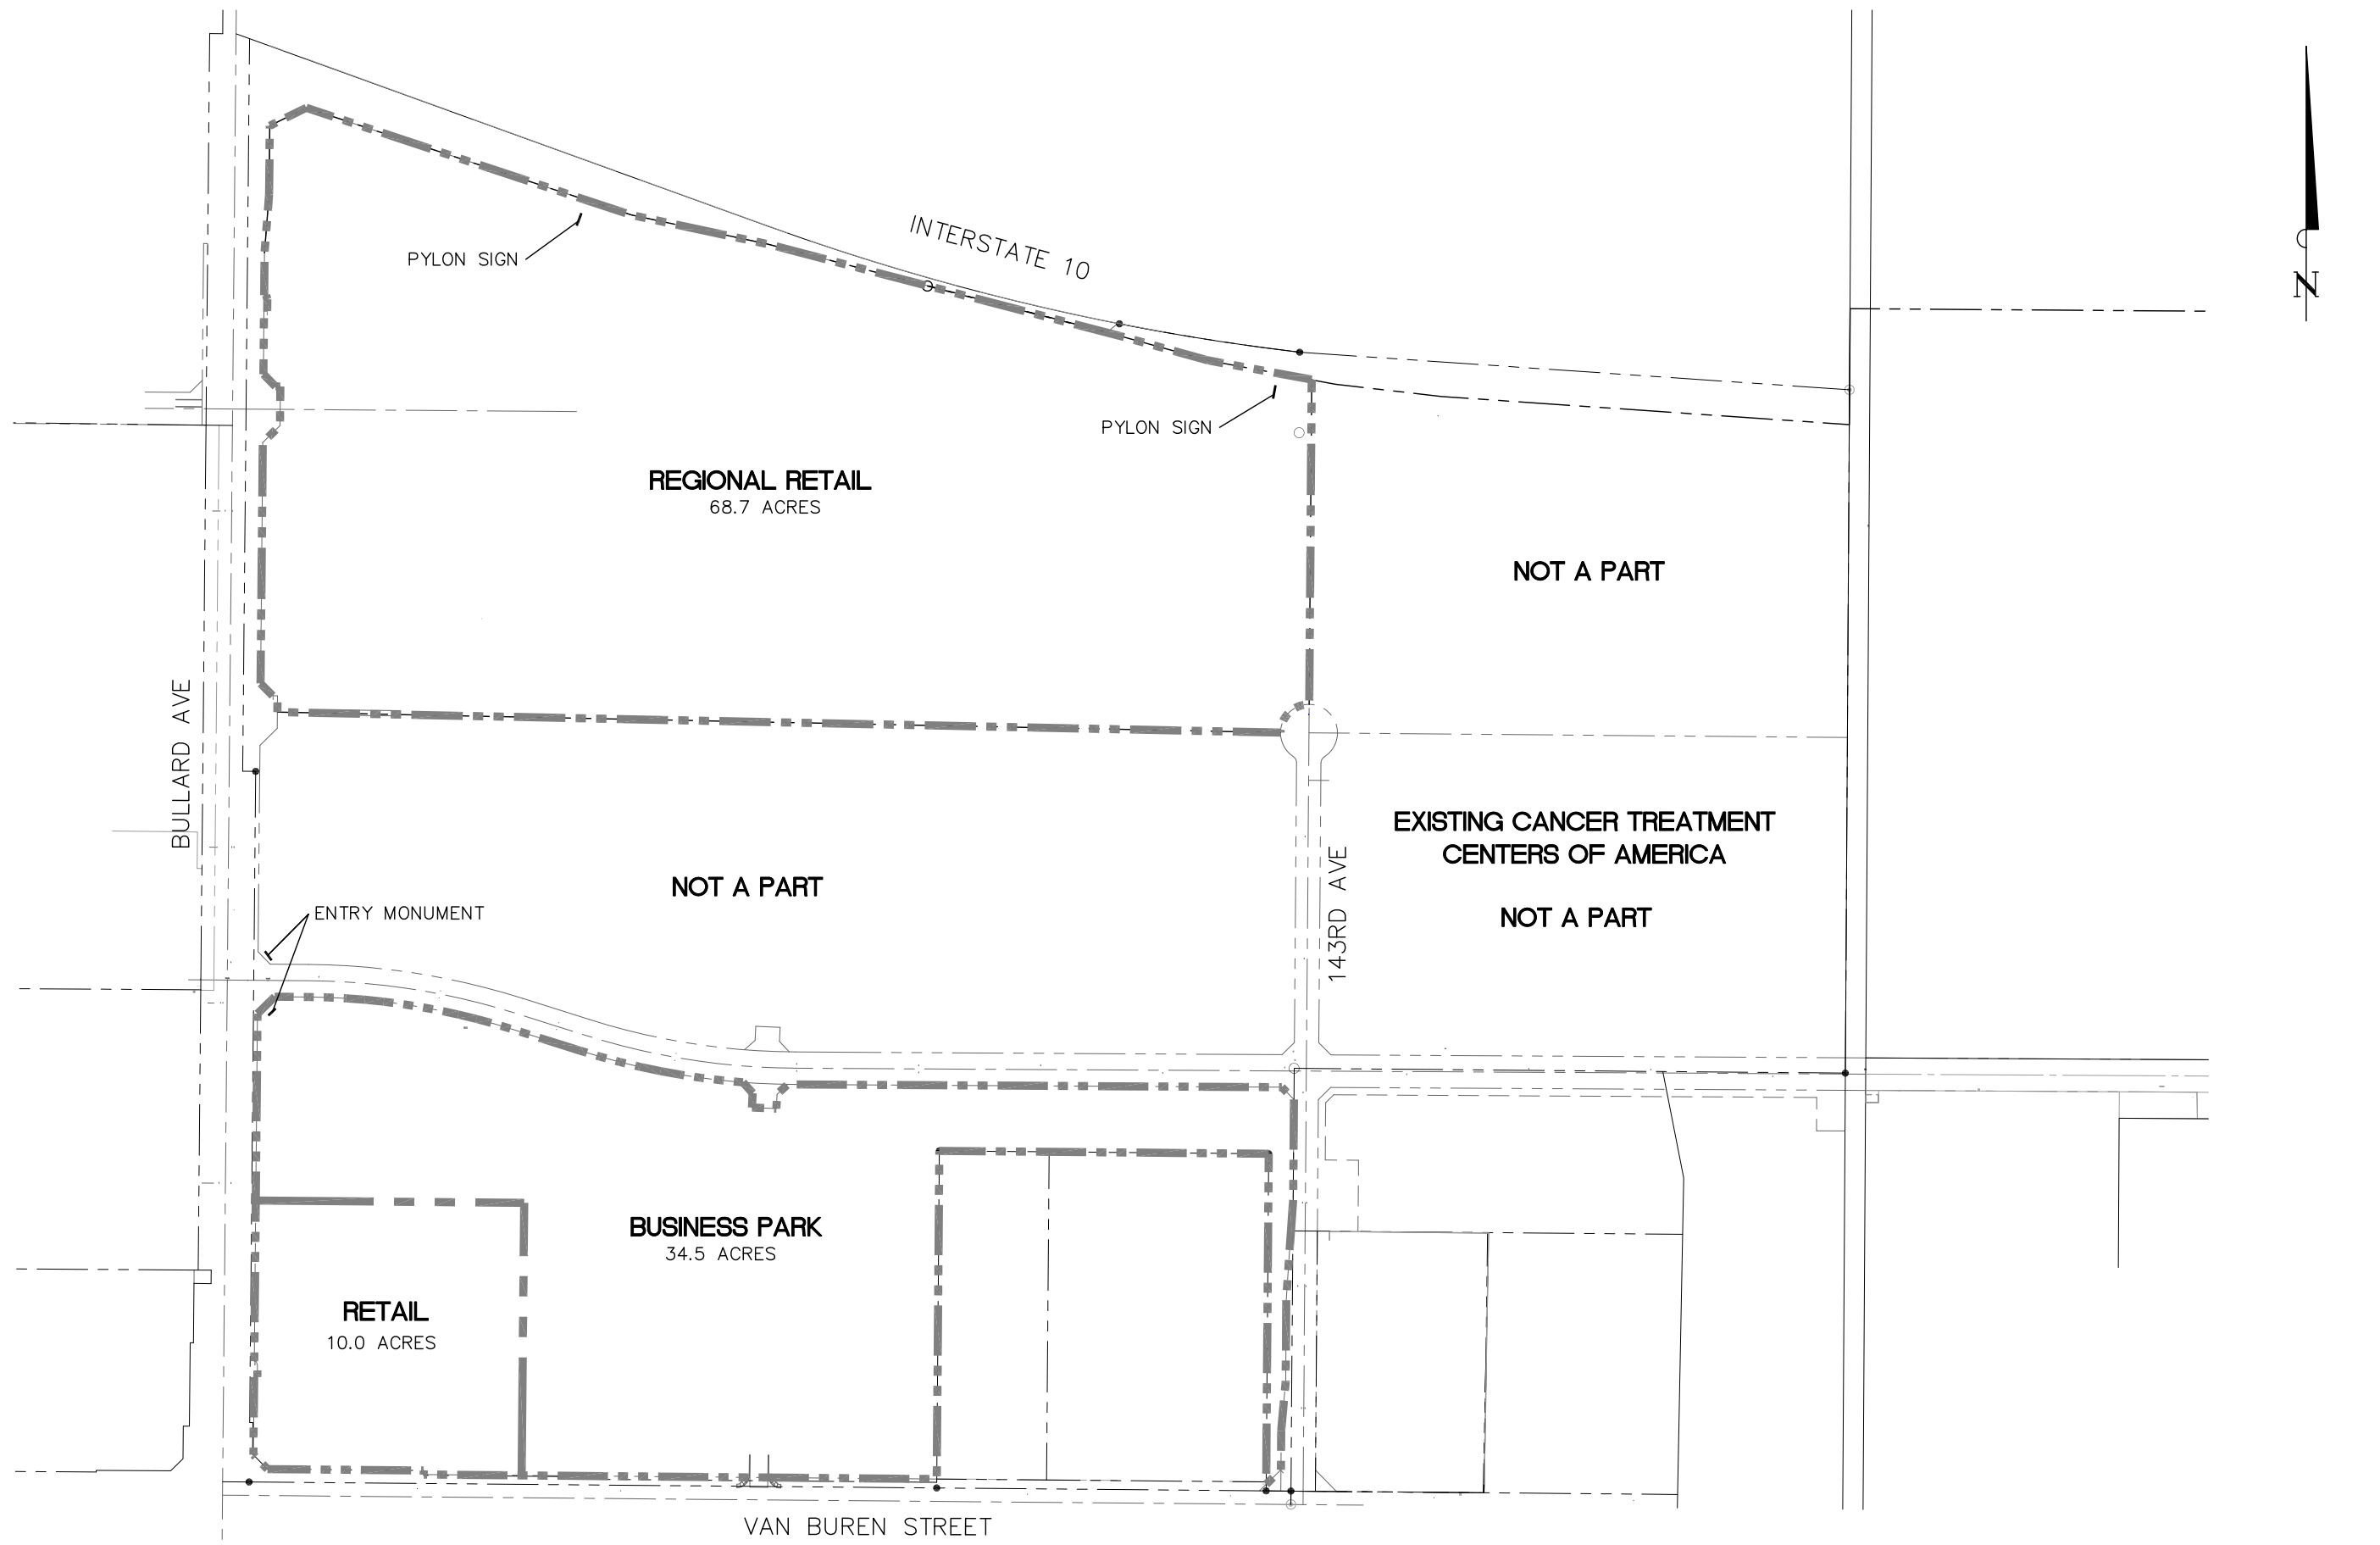 INTERSTATE 10
PYLON SIGN
N
PYLON SIGN
REGIONAL RETAIL
68.7 ACRES
NOT A PART
BULLARD AVE
EXISTING CANCER TREATMENT
CENTERS OF AMERICA
NOT A PART
NOT A PART
143RD AVE
ENTRY MONUMENT
BUSINESS PARK
34.5 ACRES
RETAIL
10.0 ACRES
VAN BUREN STREET